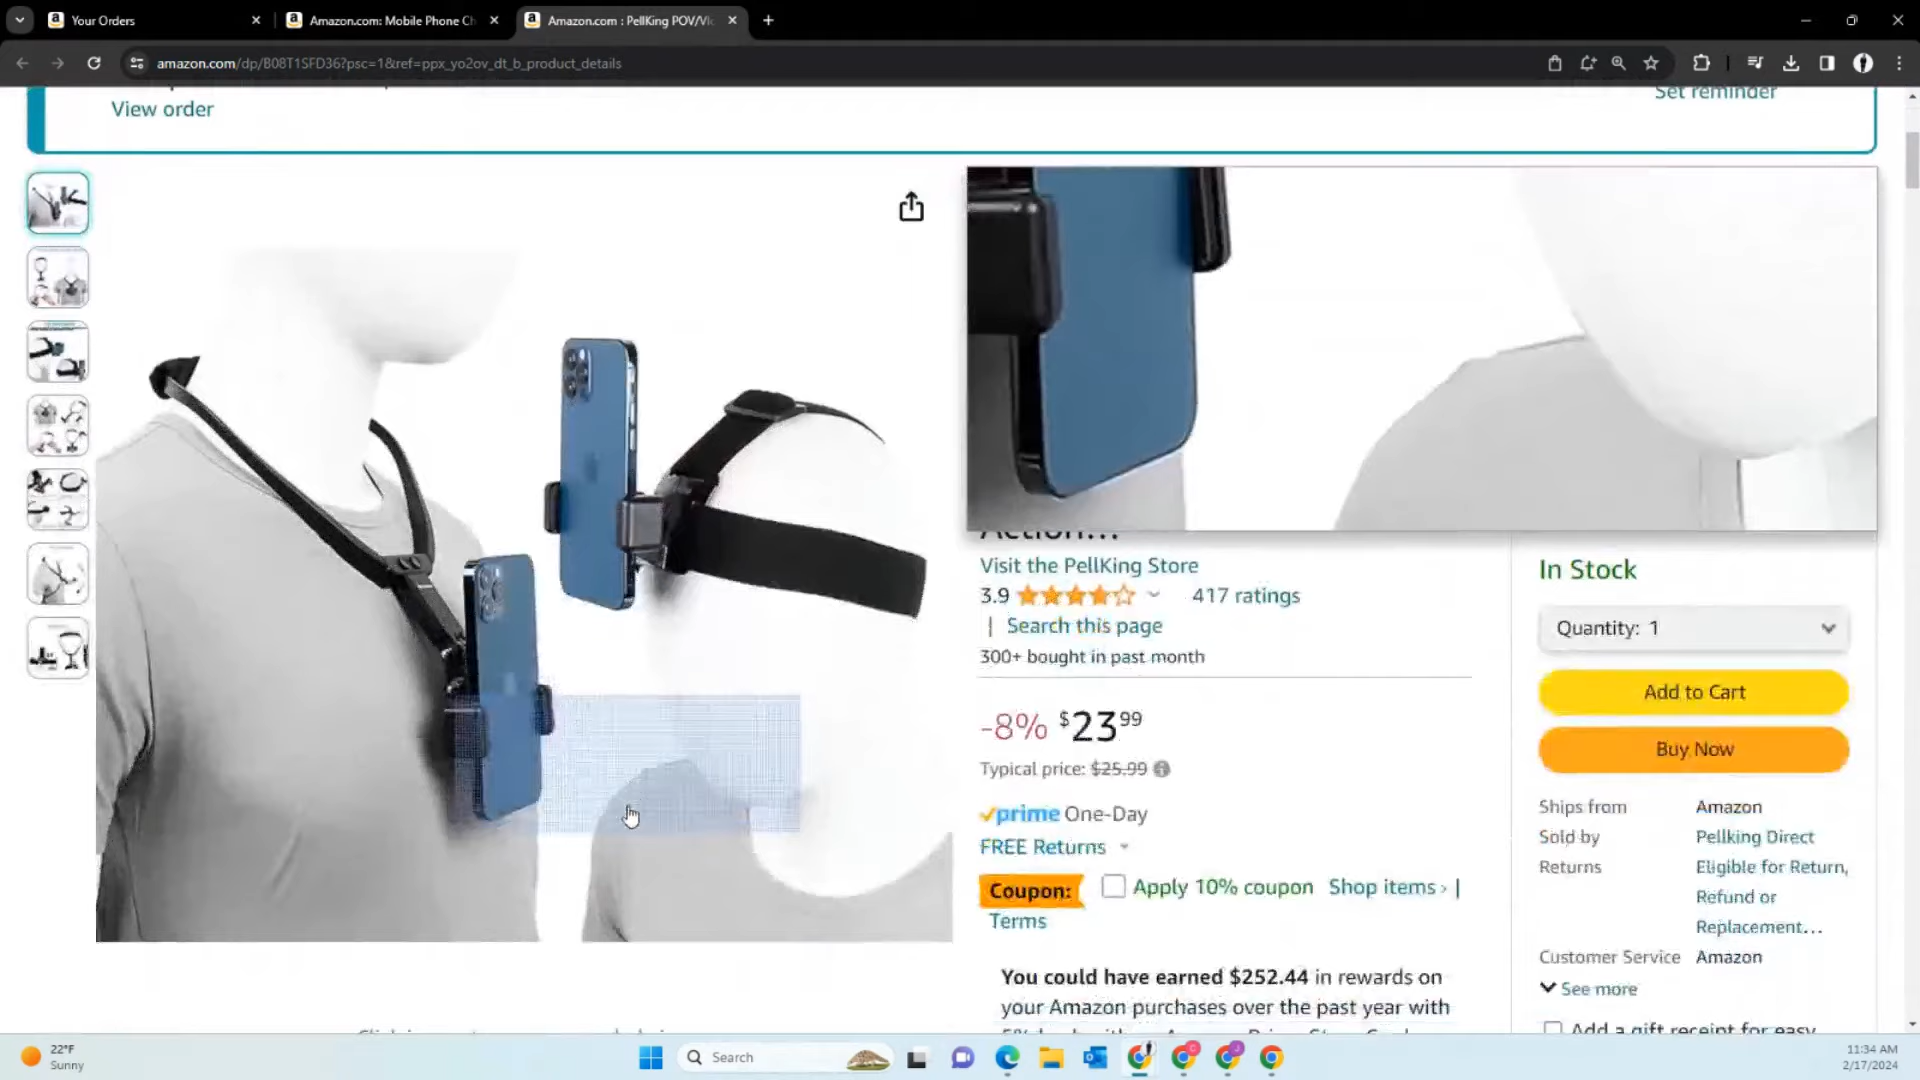 Your Orders
Amazon.com: Mobile Phone Ch
Amazon.com : PellKing POV/Vl
amazon.com/dp/B08T1SFD36?psc=1&ref=ppx_yo2ov_dt_b_product_details
View order
Set reminder
Action...
Visit the PellKing Store
3.9
417 ratings
| Search this page
300+ bought in past month
-8% $23 99
Typical price: $25.99
prime One-Day
FREE Returns
Coupon: Apply 10% coupon Shop items › |
Terms
You could have earned $252.44 in rewards on
your Amazon purchases over the past year with
In Stock
Quantity: 1
Add to Cart
Buy Now
Ships from Amazon
Sold by Pellking Direct
Returns Eligible for Return,
Refund or
Replacement...
Customer Service Amazon
See more
Add a gift receipt for easy
22°F
Sunny
Search
11:34 AM
2/17/2024